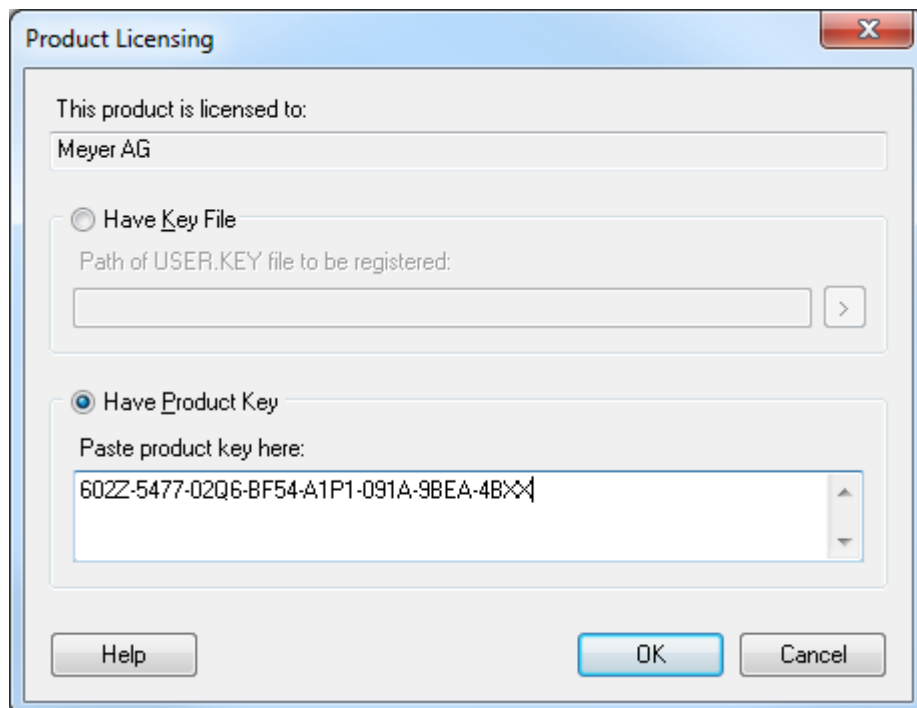 Product Licensing
This product is licensed to:
Meyer AG
Have Key File
Path of USER.KEY file to be registered:
>
Have Product Key
Paste product key here:
602Z-5477-02Q6-BF54-A1P1-091A-9BEA-4BXX
Help
OK
Cancel